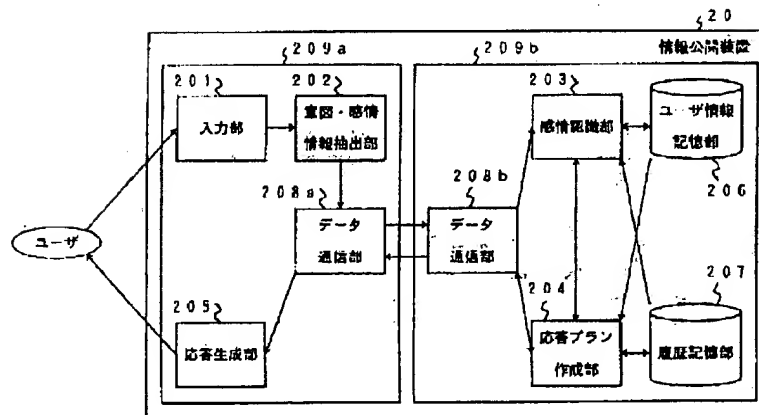 20
情報公開装置
209a
209b
201
入力部
202
意図・感情
情報抽出部
203
感情認識部
ユーザ情報
記憶部
206
208a
データ
通信部
208b
データ
通信部
ユーザ
205
応答生成部
204
応答プラン
作成部
207
履歴記憶部